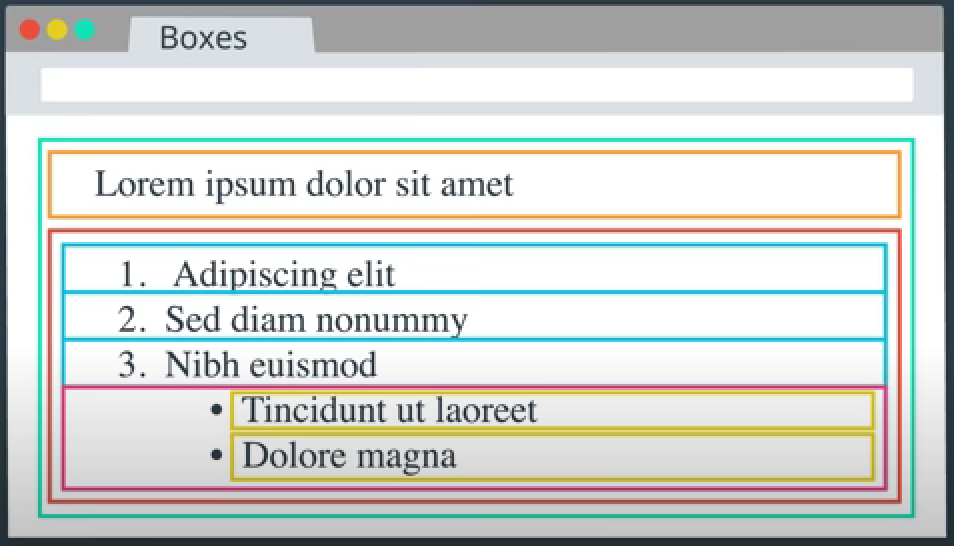 Boxes
Lorem ipsum dolor sit amet
1. Adipiscing elit
2. Sed diam nonummy
3. Nibh euismod
• Tincidunt ut laoreet
• Dolore magna